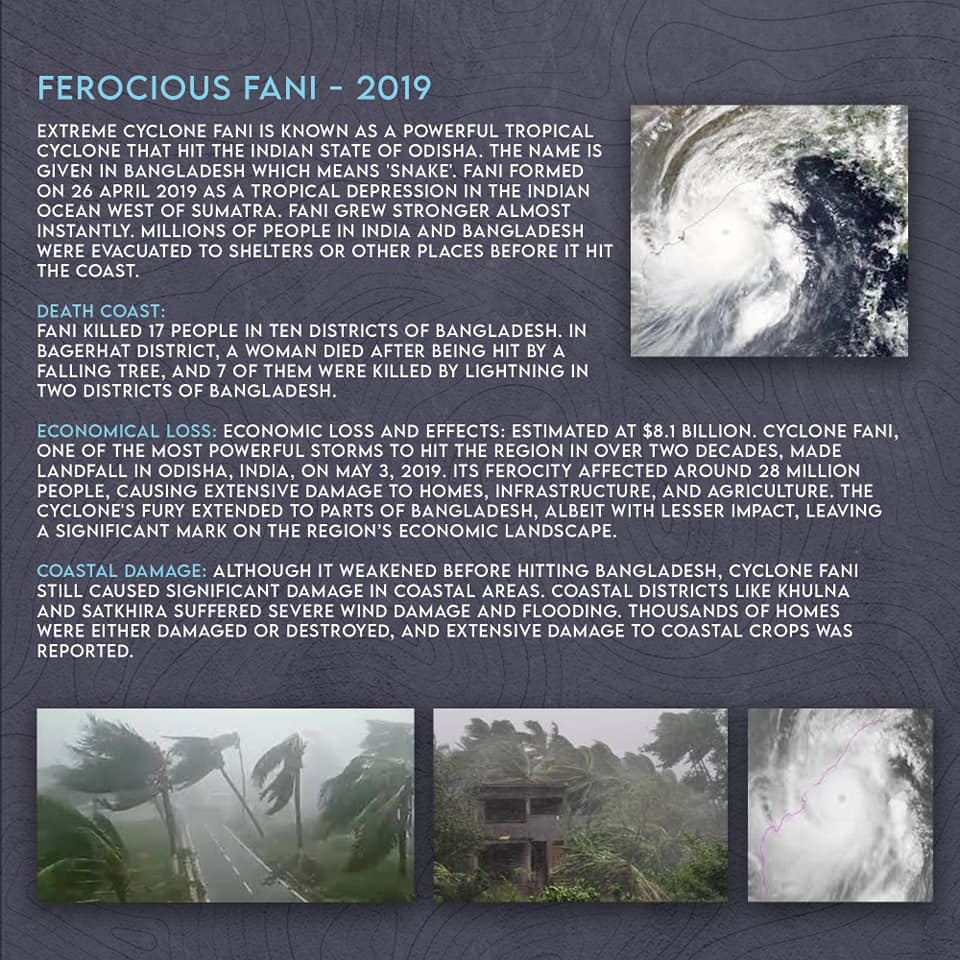 FEROCIOUS FANI - 2019
EXTREME CYCLONE FANI IS KNOWN AS A POWERFUL TROPICAL
CYCLONE THAT HIT THE INDIAN STATE OF ODISHA. THE NAME IS
GIVEN IN BANGLADESH WHICH MEANS 'SNAKE'. FANI FORMED
ON 26 APRIL 2019 AS A TROPICAL DEPRESSION IN THE INDIAN
OCEAN WEST OF SUMATRA. FANI GREW STRONGER ALMOST
INSTANTLY. MILLIONS OF PEOPLE IN INDIA AND BANGLADESH
WERE EVACUATED TO SHELTERS OR OTHER PLACES BEFORE IT HIT
THE COAST.
DEATH COAST:
FANI KILLED 17 PEOPLE IN TEN DISTRICTS OF BANGLADESH. IN
BAGERHAT DISTRICT, A WOMAN DIED AFTER BEING HIT BY A
FALLING TREE, AND 7 OF THEM WERE KILLED BY LIGHTNING IN
TWO DISTRICTS OF BANGLADESH.
ECONOMICAL LOSS: ECONOMIC LOSS AND EFFECTS: ESTIMATED AT $8.1 BILLION. CYCLONE FANI,
ONE OF THE MOST POWERFUL STORMS TO HIT THE REGION IN OVER TWO DECADES, MADE
LANDFALL IN ODISHA, INDIA, ON MAY 3, 2019. ITS FEROCITY AFFECTED AROUND 28 MILLION
PEOPLE, CAUSING EXTENSIVE DAMAGE TO HOMES, INFRASTRUCTURE, AND AGRICULTURE. THE
CYCLONE'S FURY EXTENDED TO PARTS OF BANGLADESH, ALBEIT WITH LESSER IMPACT, LEAVING
A SIGNIFICANT MARK ON THE REGION'S ECONOMIC LANDSCAPE.
COASTAL DAMAGE: ALTHOUGH IT WEAKENED BEFORE HITTING BANGLADESH, CYCLONE FANI
STILL CAUSED SIGNIFICANT DAMAGE IN COASTAL AREAS. COASTAL DISTRICTS LIKE KHULNA
AND SATKHIRA SUFFERED SEVERE WIND DAMAGE AND FLOODING. THOUSANDS OF HOMES
WERE EITHER DAMAGED OR DESTROYED, AND EXTENSIVE DAMAGE TO COASTAL CROPS WAS
REPORTED.